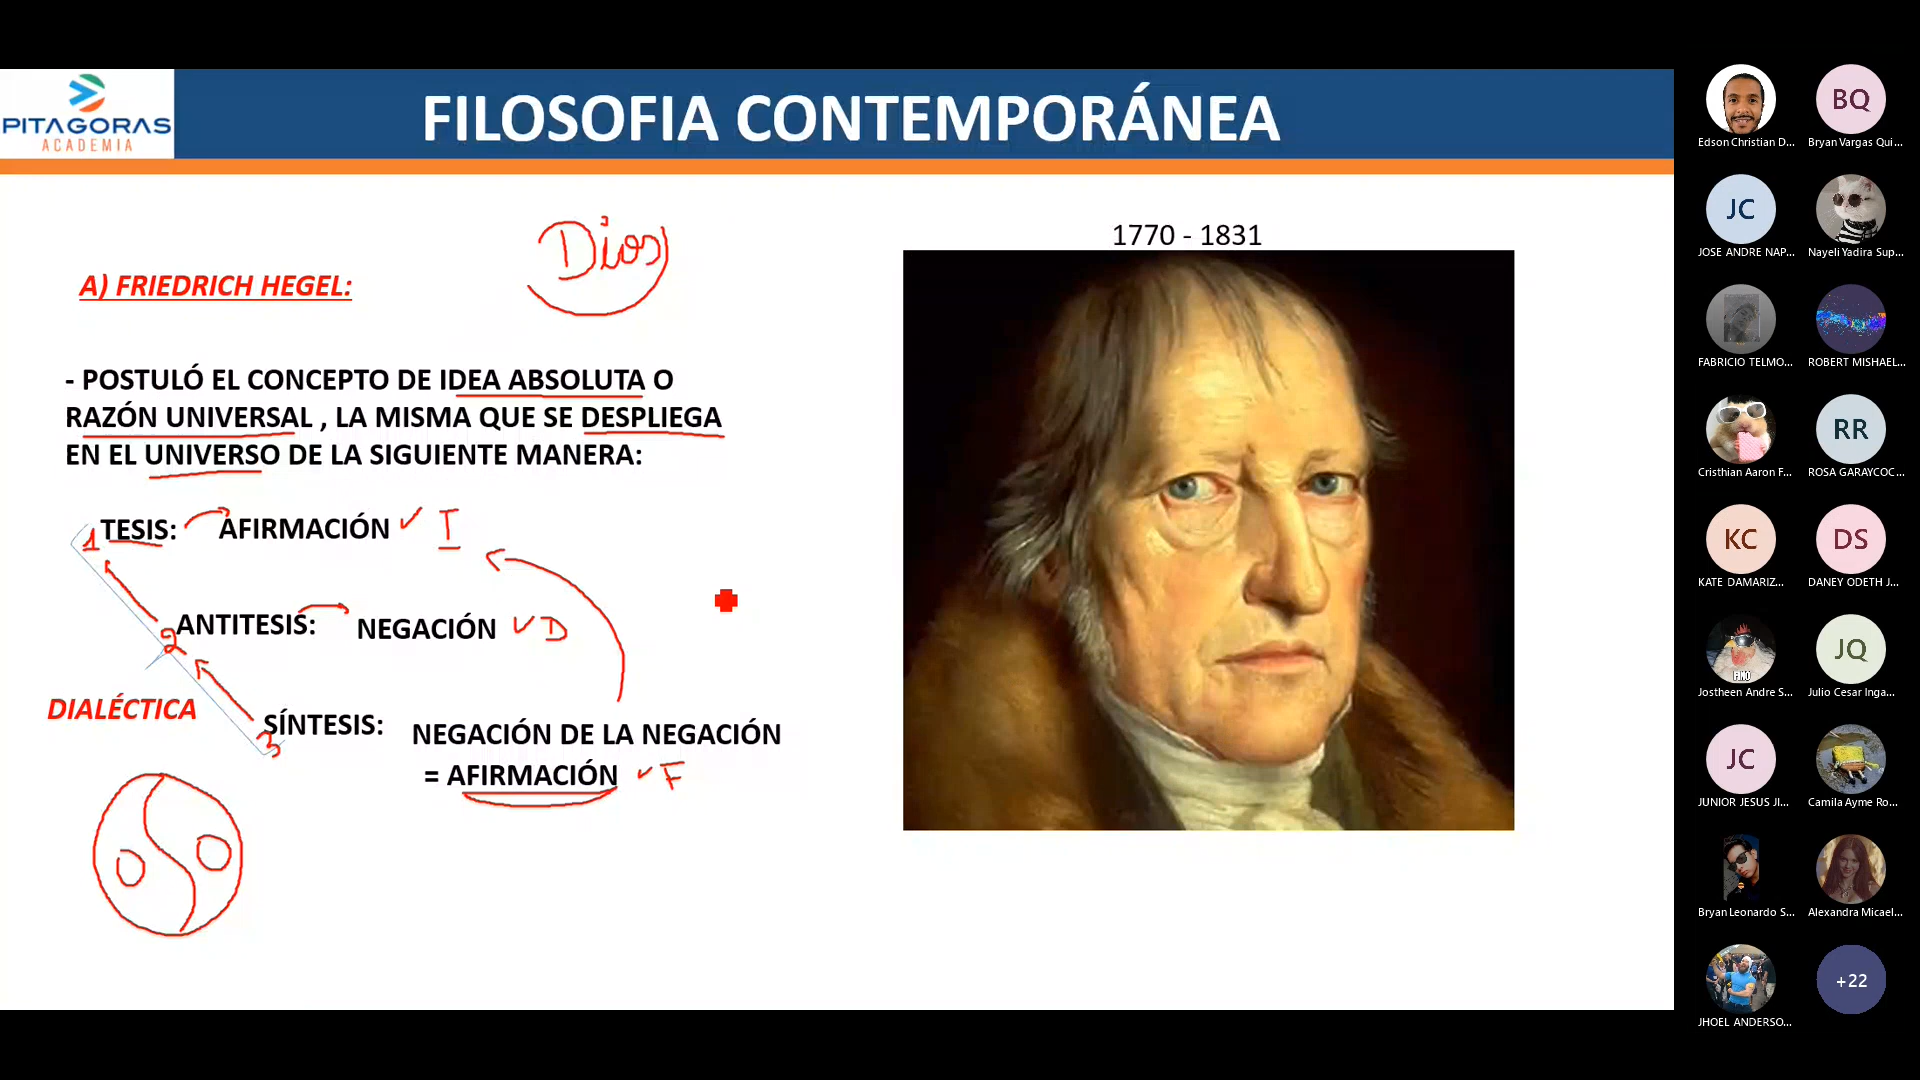 PITAGORAS
ACADEMIA
FILOSOFIA CONTEMPORÁNEA
Dios
1770 - 1831
A) FRIEDRICH HEGEL:
- POSTULÓ EL CONCEPTO DE IDEA ABSOLUTA O
RAZÓN UNIVERSAL , LA MISMA QUE SE DESPLIEGA
EN EL UNIVERSO DE LA SIGUIENTE MANERA:
1 TESIS: AFIRMACIÓN I
2 ANTITESIS: NEGACIÓN D
DIALÉCTICA
3 SÍNTESIS: NEGACIÓN DE LA NEGACIÓN
= AFIRMACIÓN F
Edson Christian D...
BQ
Bryan Vargas Qui...
JC
JOSE ANDRE NAP...
Nayeli Yadira Sup...
FABRICIO TELMO...
ROBERT MISHAEL...
Cristhian Aaron F...
RR
ROSA GARAYCOC...
KC
KATE DAMARIZ...
DS
DANEY ODETH J...
FINO
Jostheen Andre S...
JQ
Julio Cesar Inga...
JC
JUNIOR JESUS JI...
Camila Ayme Ro...
Bryan Leonardo S...
Alexandra Micael...
JHOEL ANDERSO...
+22